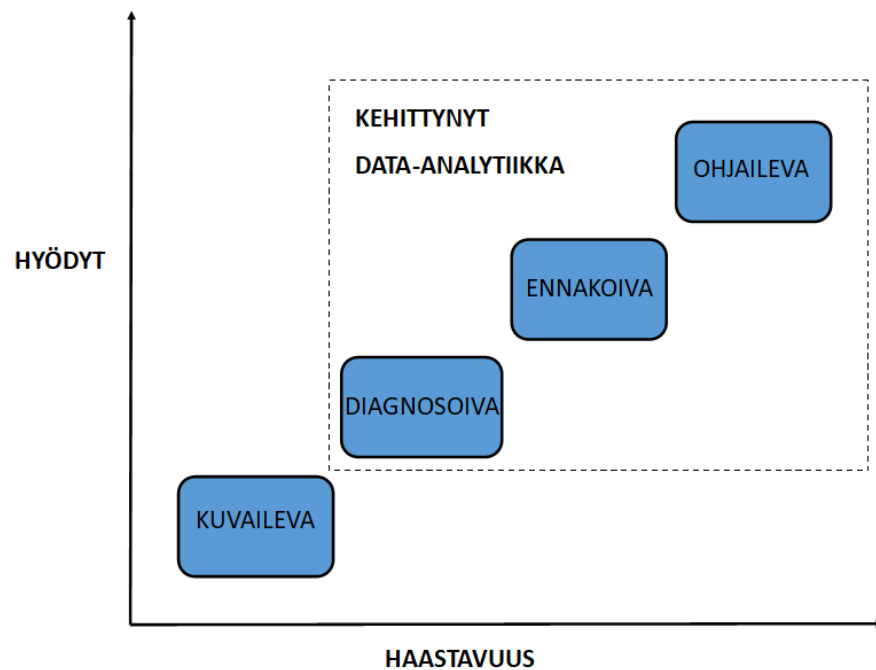 KEHITTYNYT
DATA-ANALYTIIKKA
OHJAILEVA
HYÖDYT
ENNAKOIVA
DIAGNOSOIVA
KUVAILEVA
HAASTAVUUS